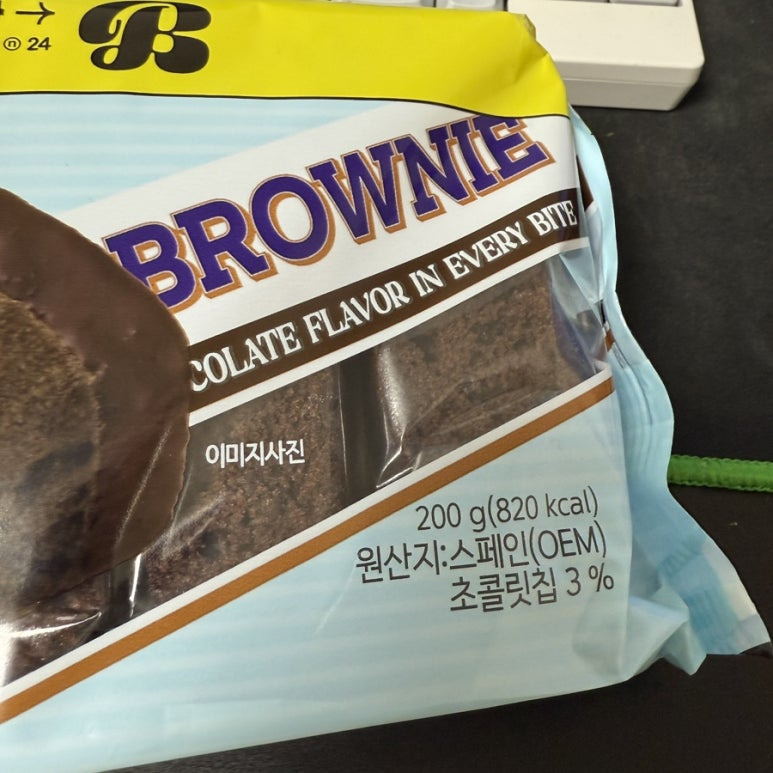 →
ⓝ 24
B
BROWNIE
COLATE FLAVOR IN EVERY BITE
이미지사진
200 g(820 kcal)
원산지:스페인(OEM)
초콜릿칩 3 %